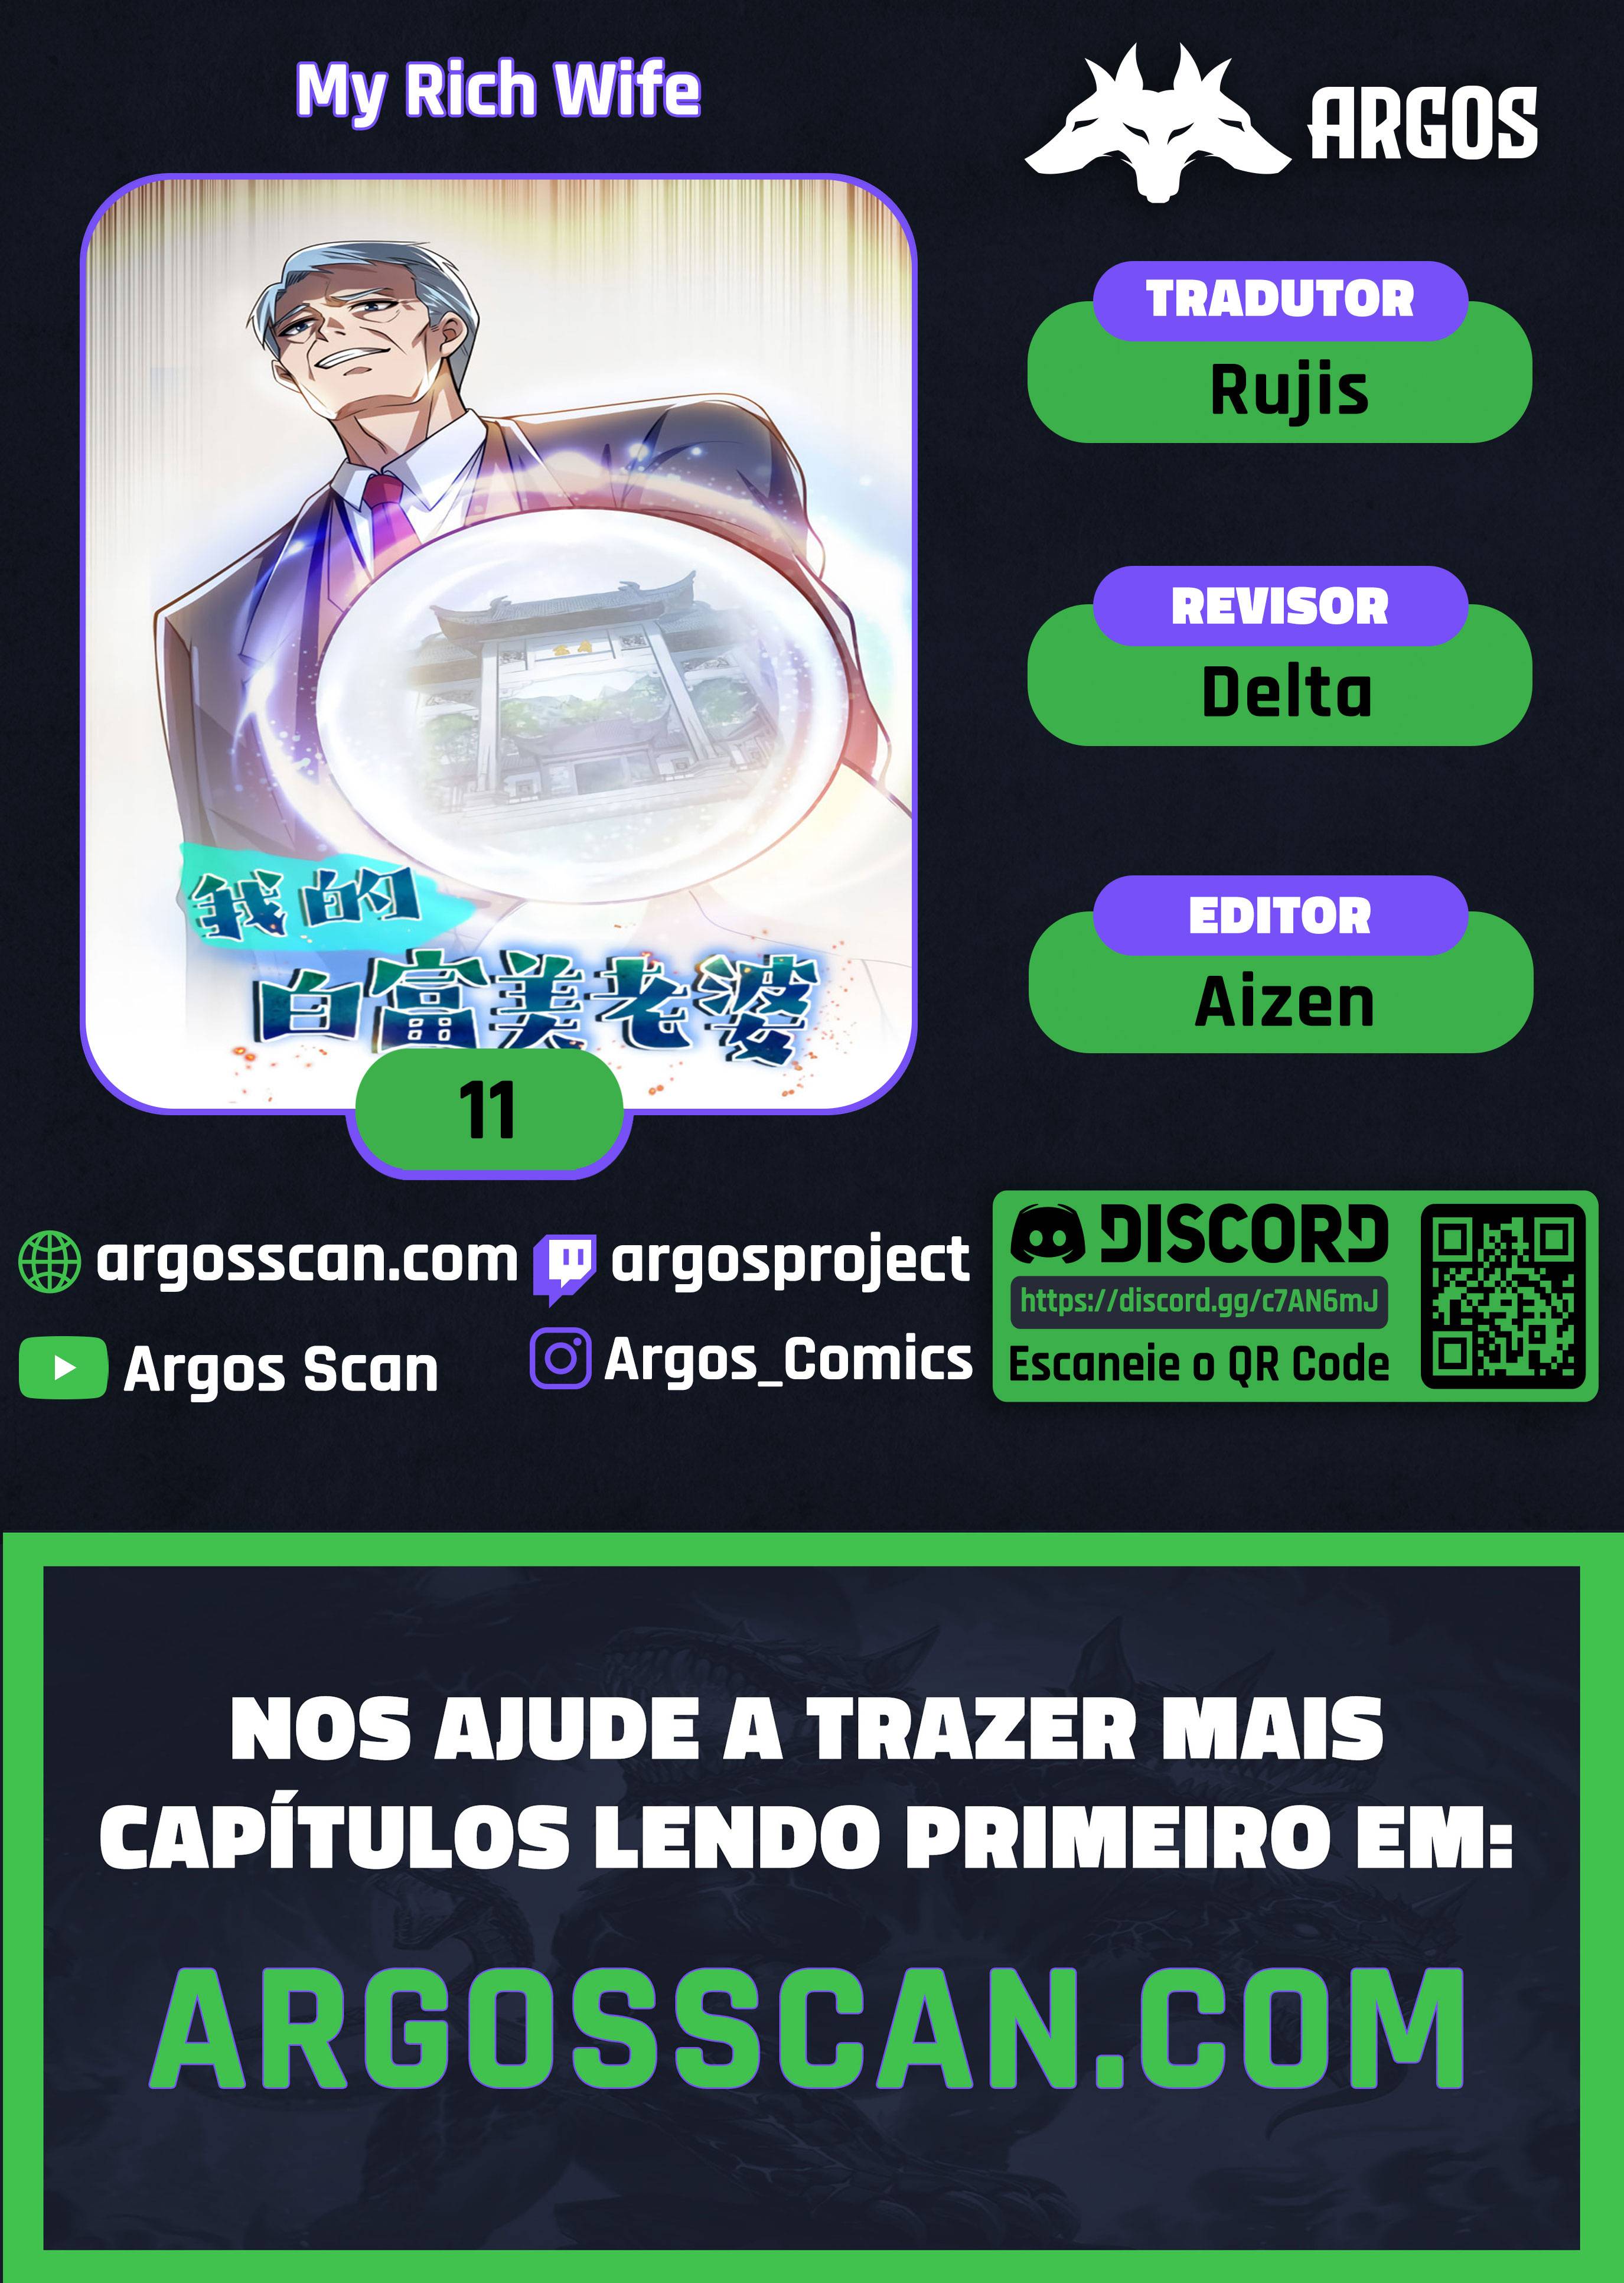 My Rich Wife
ARGOS
TRADUTOR
Rujis
REVISOR
Delta
EDITOR
Aizen
我的
白富美老婆
11
argosscan.com
argosproject
Argos Scan
Argos_Comics
DISCORD
https://discord.gg/c7AN6mJ
Escaneie o QR Code
NOS AJUDE A TRAZER MAIS
CAPÍTULOS LENDO PRIMEIRO EM:
ARGOSSCAN.COM